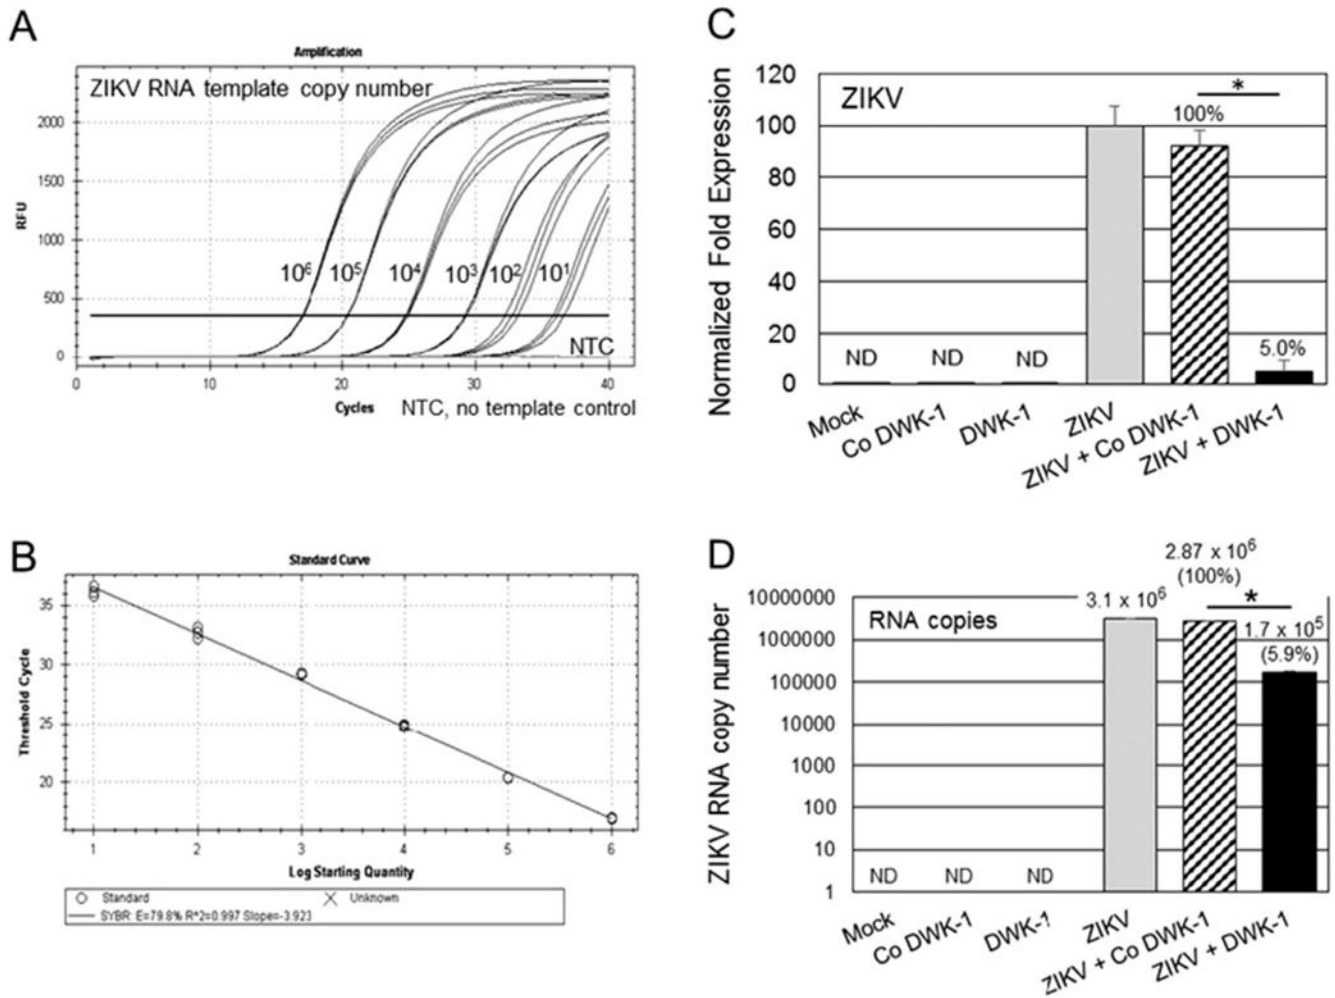 A
Amplification
ZIKV RNA template copy number
2000
1500
1000
500
0
RFU
10⁶ 10⁵ 10⁴ 10³ 10² 10¹
NTC
0 10 20 30 40
Cycles
NTC, no template control
B
Standard Curve
35
30
25
20
Threshold Cycle
1 2 3 4 5 6
Log Starting Quantity
Standard Unknown
SYBR: E=79.8% R^2=0.997 Slope=-3.923
C
Normalized Fold Expression
120
100
80
60
40
20
0
ZIKV
*
100%
5.0%
ND ND ND
Mock
Co DWK-1
DWK-1
ZIKV
ZIKV + Co DWK-1
ZIKV + DWK-1
D
ZIKV RNA copy number
10000000
1000000
100000
10000
1000
100
10
1
RNA copies
3.1 x 10⁶
2.87 x 10⁶
(100%)
*
1.7 x 10⁵
(5.9%)
ND ND ND
Mock
Co DWK-1
DWK-1
ZIKV
ZIKV + Co DWK-1
ZIKV + DWK-1